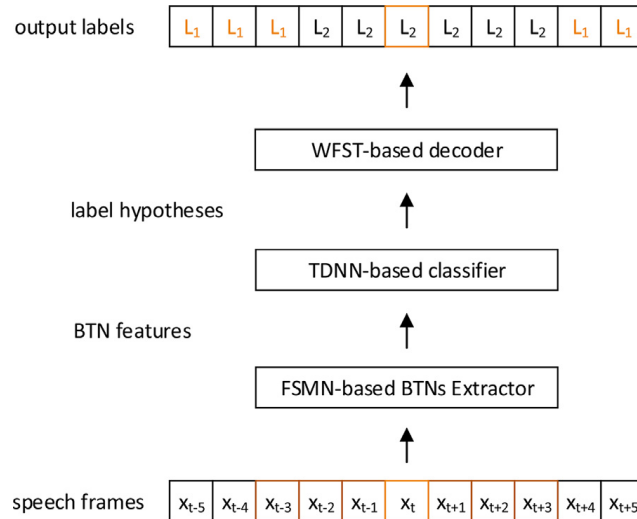 output labels L₁ L₁ L₁ L₂ L₂ L₂ L₂ L₂ L₂ L₁ L₁
WFST-based decoder
label hypotheses
TDNN-based classifier
BTN features
FSMN-based BTNs Extractor
speech frames xₜ₋₅ xₜ₋₄ xₜ₋₃ xₜ₋₂ xₜ₋₁ xₜ xₜ₊₁ xₜ₊₂ xₜ₊₃ xₜ₊₄ xₜ₊₅